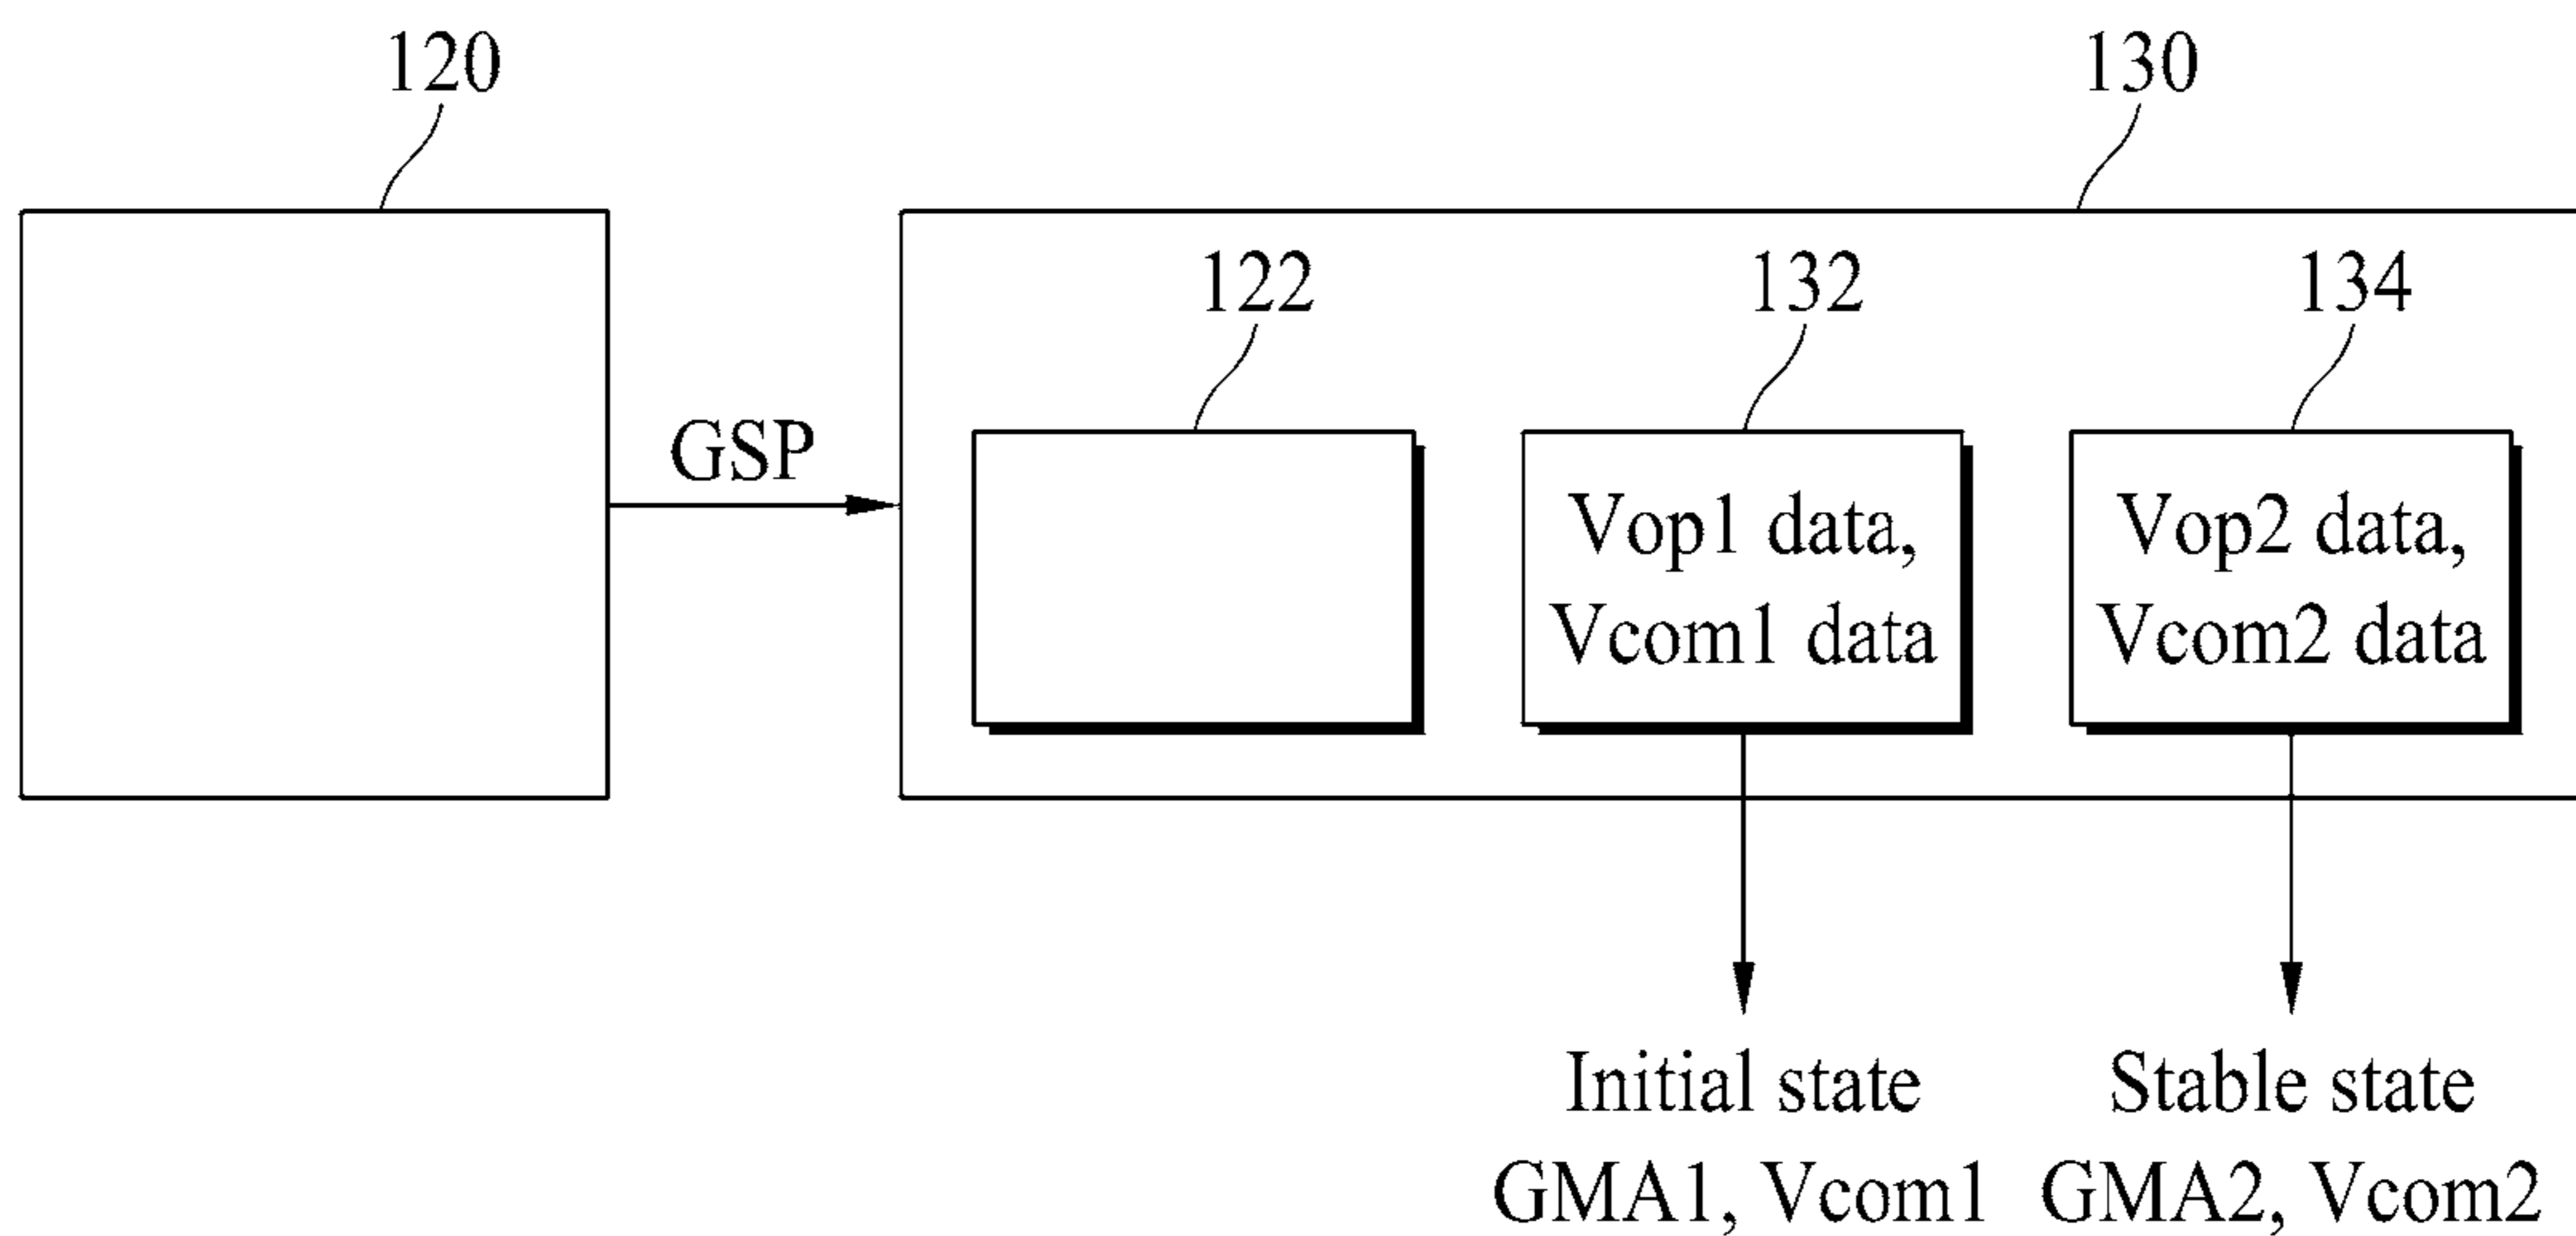 120
130
122
132
134
GSP
Vop1 data,
Vcom1 data
Vop2 data,
Vcom2 data
Initial state
GMA1, Vcom1
Stable state
GMA2, Vcom2